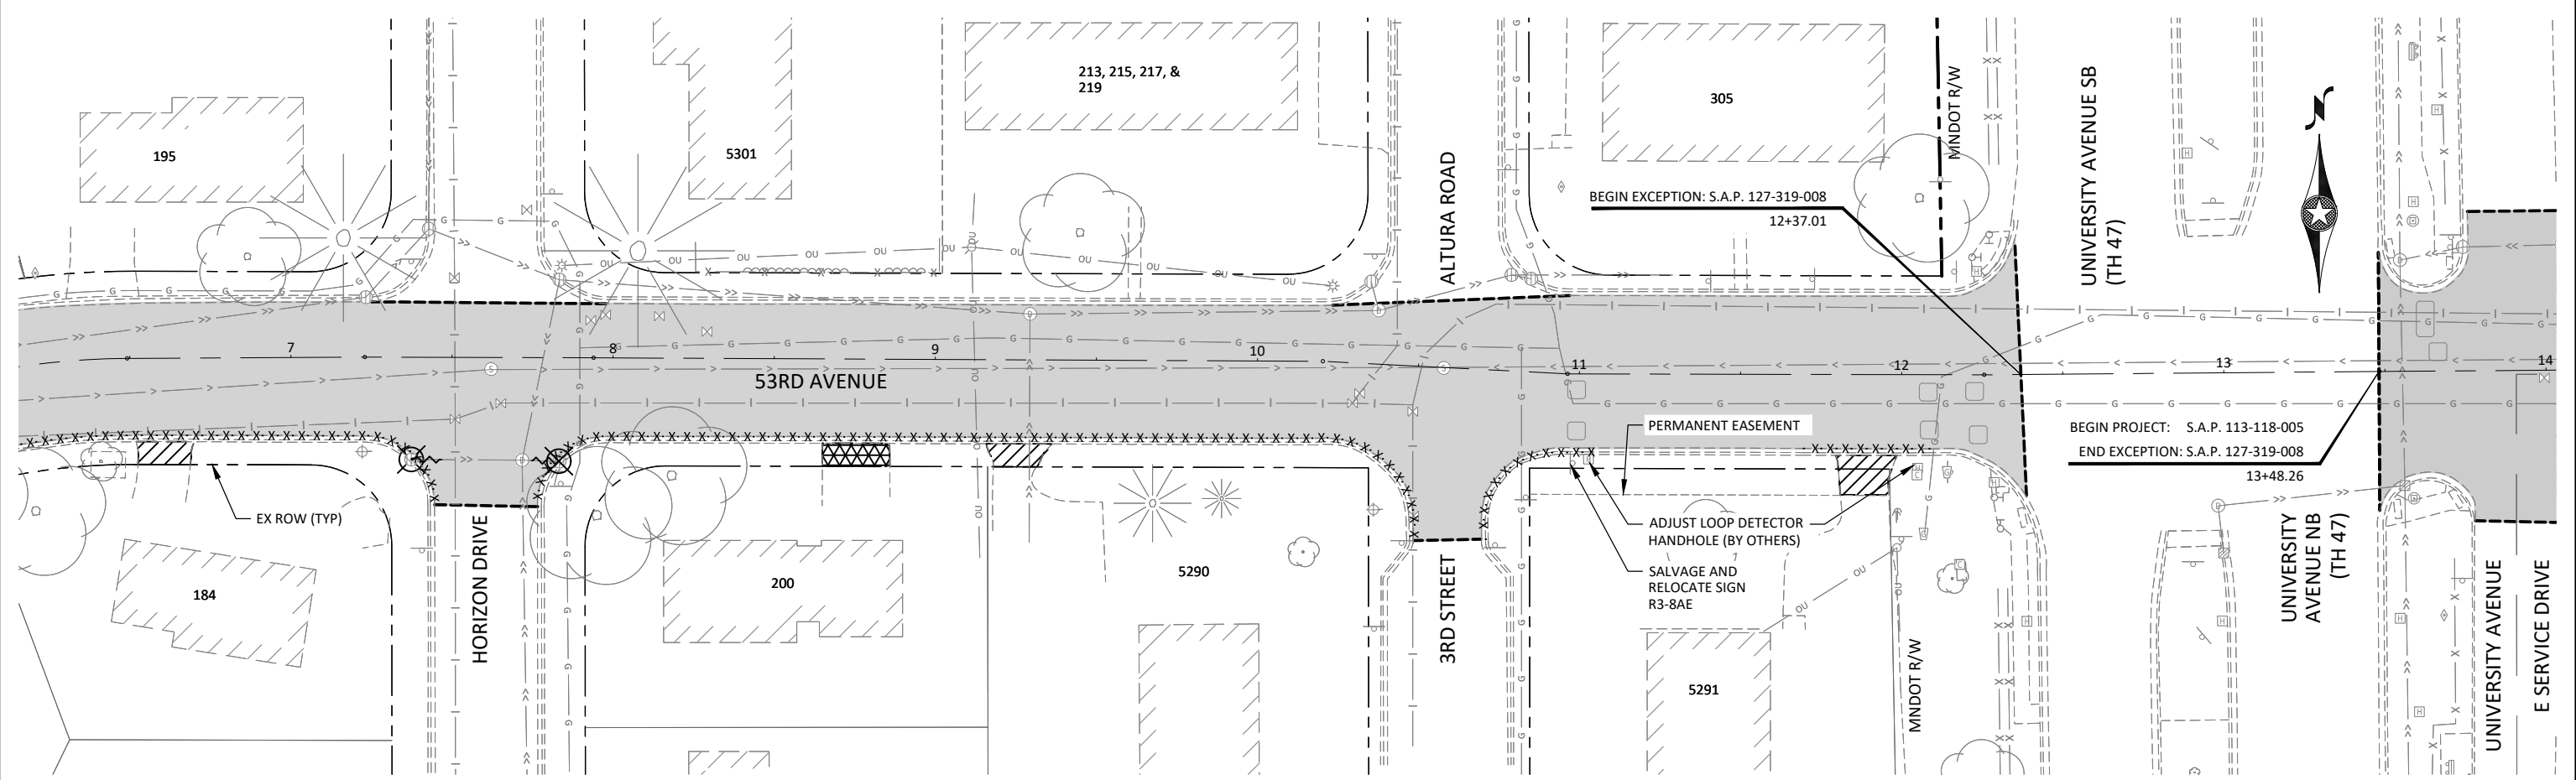 195
5301
213, 215, 217, &
219
305
MNDOT R/W
UNIVERSITY AVENUE SB
(TH 47)
N
ALTURA ROAD
BEGIN EXCEPTION: S.A.P. 127-319-008
12+37.01
7
8
9
10
11
12
13
14
53RD AVENUE
PERMANENT EASEMENT
BEGIN PROJECT: S.A.P. 113-118-005
END EXCEPTION: S.A.P. 127-319-008
13+48.26
EX ROW (TYP)
ADJUST LOOP DETECTOR
HANDHOLE (BY OTHERS)
SALVAGE AND
RELOCATE SIGN
R3-8AE
184
HORIZON DRIVE
200
5290
3RD STREET
5291
MNDOT R/W
UNIVERSITY
AVENUE NB
(TH 47)
UNIVERSITY AVENUE
E SERVICE DRIVE